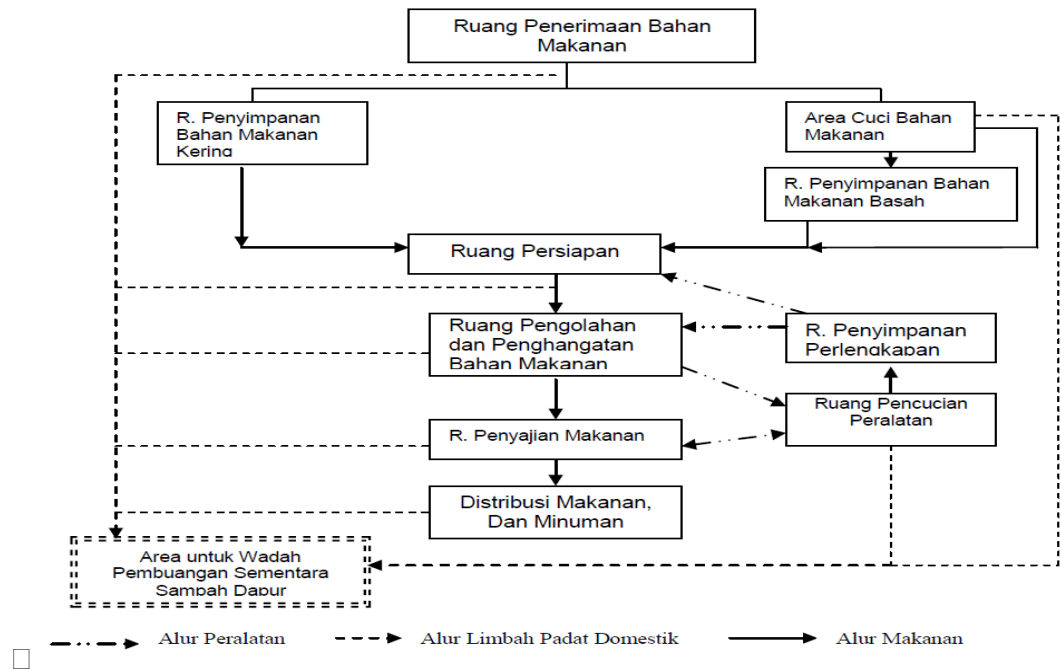 Ruang Penerimaan Bahan
Makanan
R. Penyimpanan
Bahan Makanan
Kering
Area Cuci Bahan
Makanan
R. Penyimpanan Bahan
Makanan Basah
Ruang Persiapan
Ruang Pengolahan
dan Penghangatan
Bahan Makanan
R. Penyimpanan
Perlengkapan
Ruang Pencucian
Peralatan
R. Penyajian Makanan
Distribusi Makanan,
Dan Minuman
Area untuk Wadah
Pembuangan Sementara
Sampah Dapur
Alur Peralatan
Alur Limbah Padat Domestik
Alur Makanan